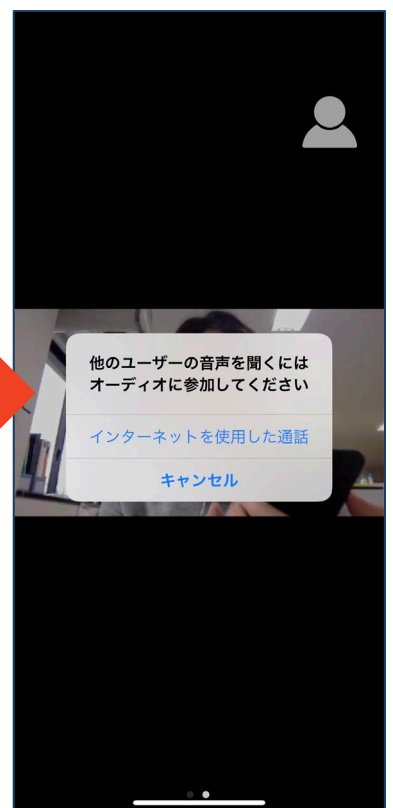 他のユーザーの音声を聞くには
オーディオに参加してください
インターネットを使用した通話
キャンセル